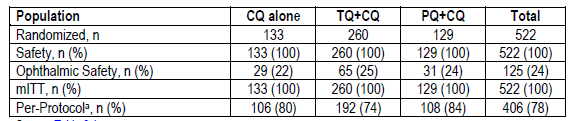 Population CQ alone TQ+CQ PQ+CQ Total
Randomized, n 133 260 129 522
Safety, n (%) 133 (100) 260 (100) 129 (100) 522 (100)
Ophthalmic Safety, n (%) 29 (22) 65 (25) 31 (24) 125 (24)
mITT, n (%) 133 (100) 260 (100) 129 (100) 522 (100)
Per-Protocolᵃ, n (%) 106 (80) 192 (74) 108 (84) 406 (78)